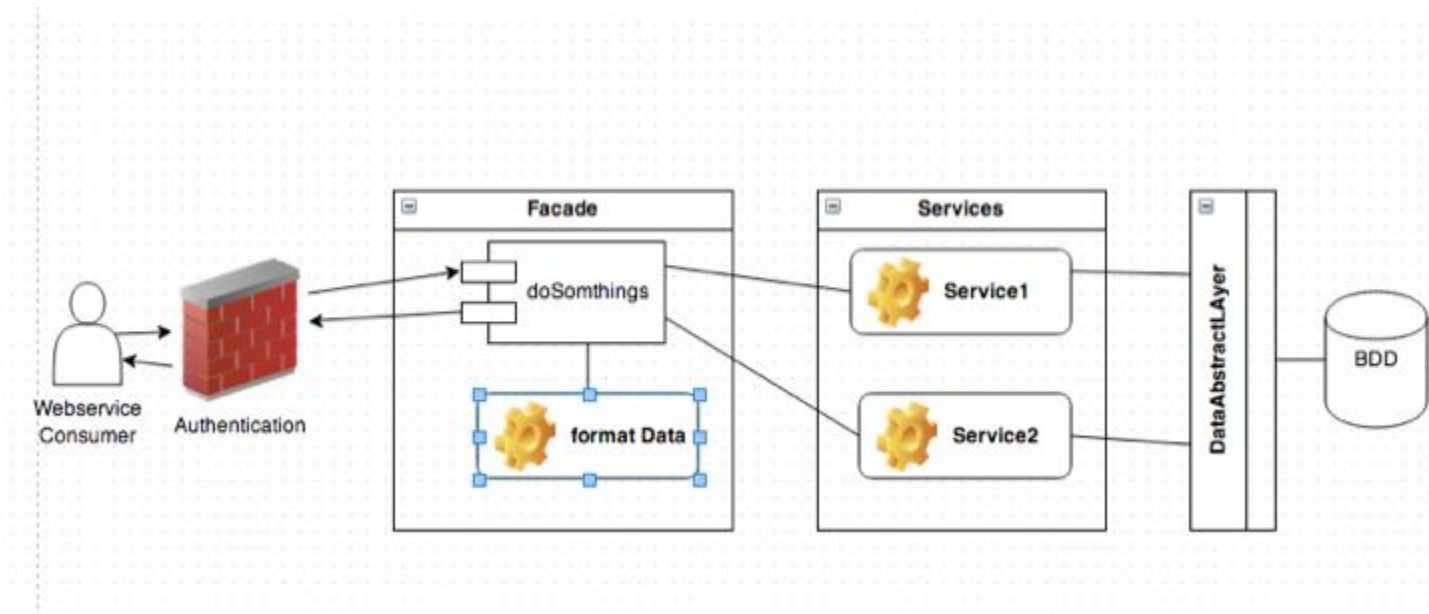 Facade
Services
doSomthings
Service1
DataAbstractLAyer
BDD
Webservice
Consumer
Authentication
format Data
Service2